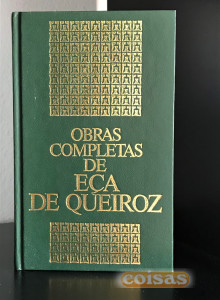 OBRAS
COMPLETAS
DE
EÇA
DE QUEIROZ
coisas